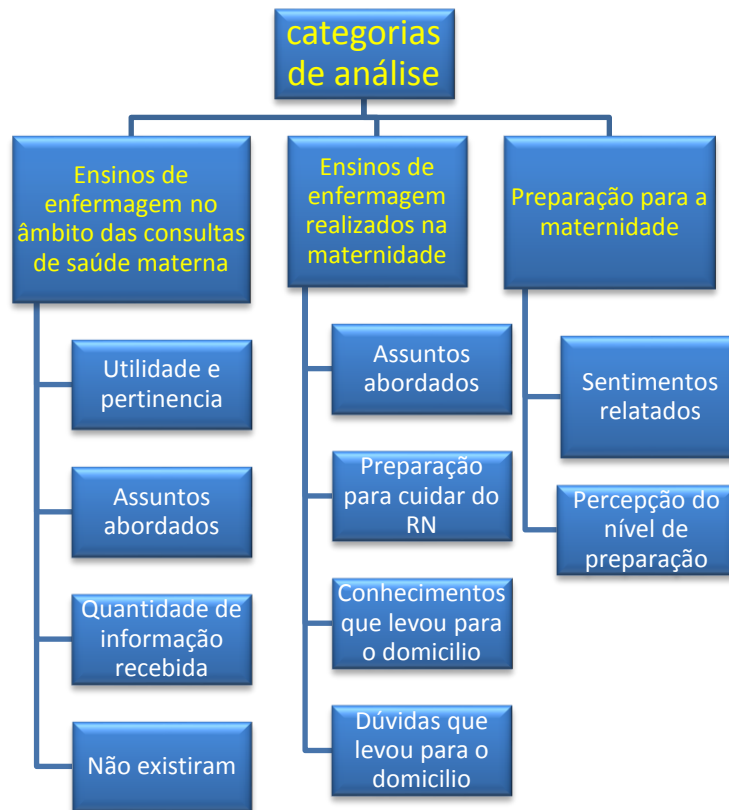 categorias
de análise
Ensinos de
enfermagem no
âmbito das consultas
de saúde materna
Utilidade e
pertinencia
Assuntos
abordados
Quantidade de
informação
recebida
Não existiram
Ensinos de
enfermagem
realizados na
maternidade
Assuntos
abordados
Preparação
para cuidar do
RN
Conhecimentos
que levou para
o domicilio
Dúvidas que
levou para o
domicilio
Preparação para a
maternidade
Sentimentos
relatados
Percepção do
nível de
preparação